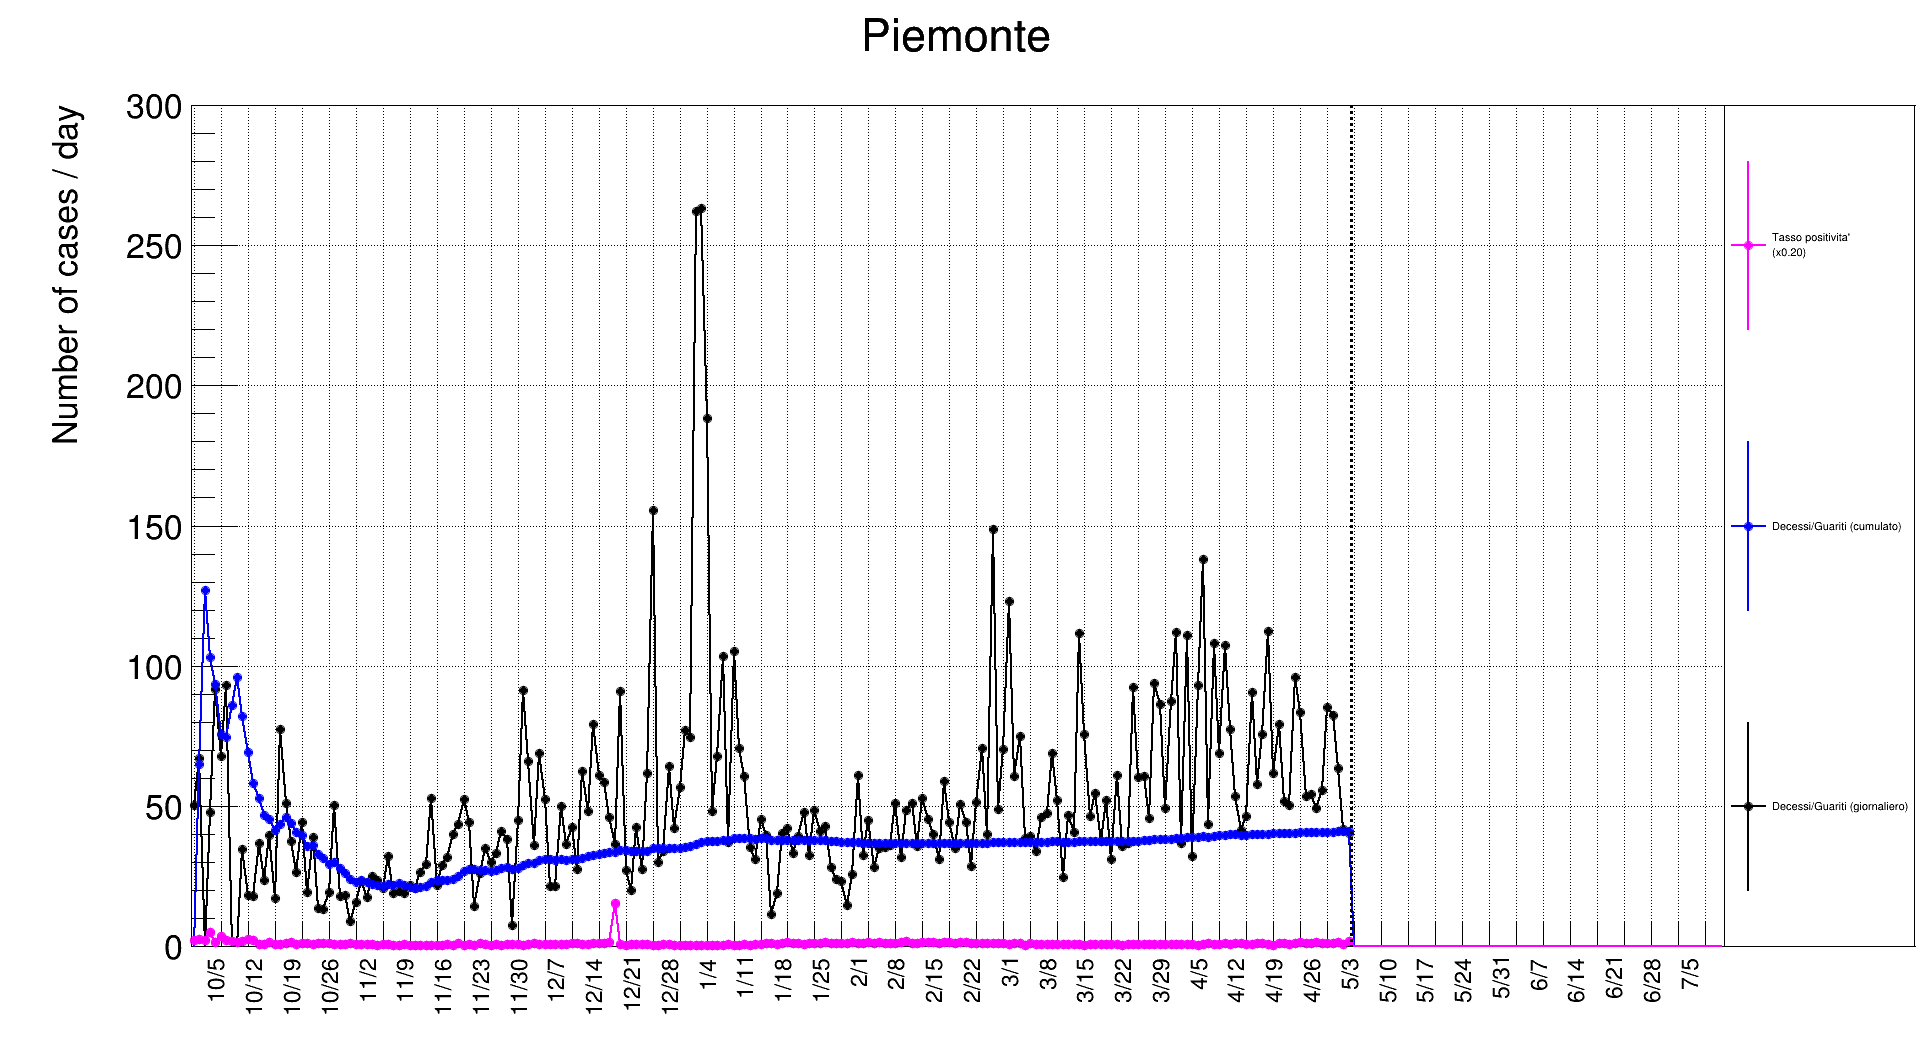 Piemonte
Number of cases / day
300
250
200
150
100
50
0
10/5 10/12 10/19 10/26 11/2 11/9 11/16 11/23 11/30 12/7 12/14 12/21 12/28 1/4 1/11 1/18 1/25 2/1 2/8 2/15 2/22 3/1 3/8 3/15 3/22 3/29 4/5 4/12 4/19 4/26 5/3 5/10 5/17 5/24 5/31 6/7 6/14 6/21 6/28 7/5
Tasso positivita'
(x0.20)
Decessi/Guariti (cumulato)
Decessi/Guariti (giornaliero)